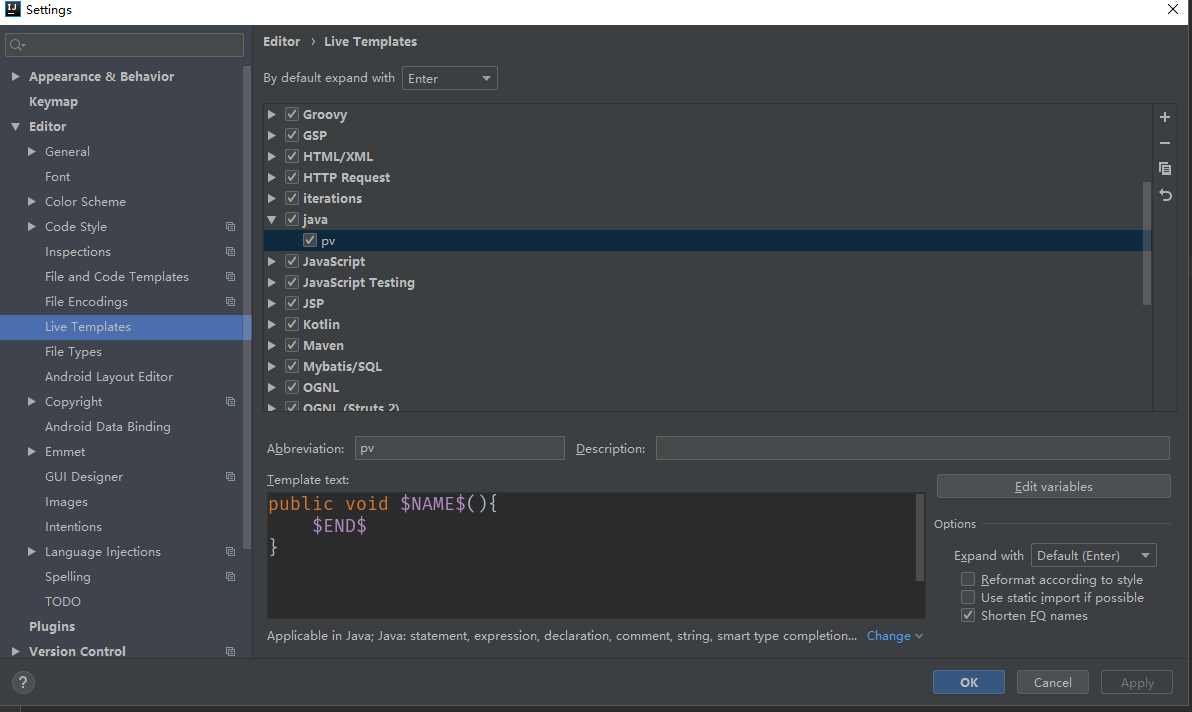 Settings
Editor › Live Templates
By default expand with Enter
Appearance & Behavior
Keymap
Editor
General
Font
Color Scheme
Code Style
Inspections
File and Code Templates
File Encodings
Live Templates
File Types
Android Layout Editor
Copyright
Android Data Binding
Emmet
GUI Designer
Images
Intentions
Language Injections
Spelling
TODO
Plugins
Version Control
Groovy
GSP
HTML/XML
HTTP Request
iterations
java
pv
JavaScript
JavaScript Testing
JSP
Kotlin
Maven
Mybatis/SQL
OGNL
OGNL (Struts 2)
Abbreviation: pv Description:
Template text:
public void $NAME$(){
$END$
}
Edit variables
Options
Expand with Default (Enter)
Reformat according to style
Use static import if possible
Shorten FQ names
Applicable in Java; Java: statement, expression, declaration, comment, string, smart type completion... Change
? OK Cancel Apply